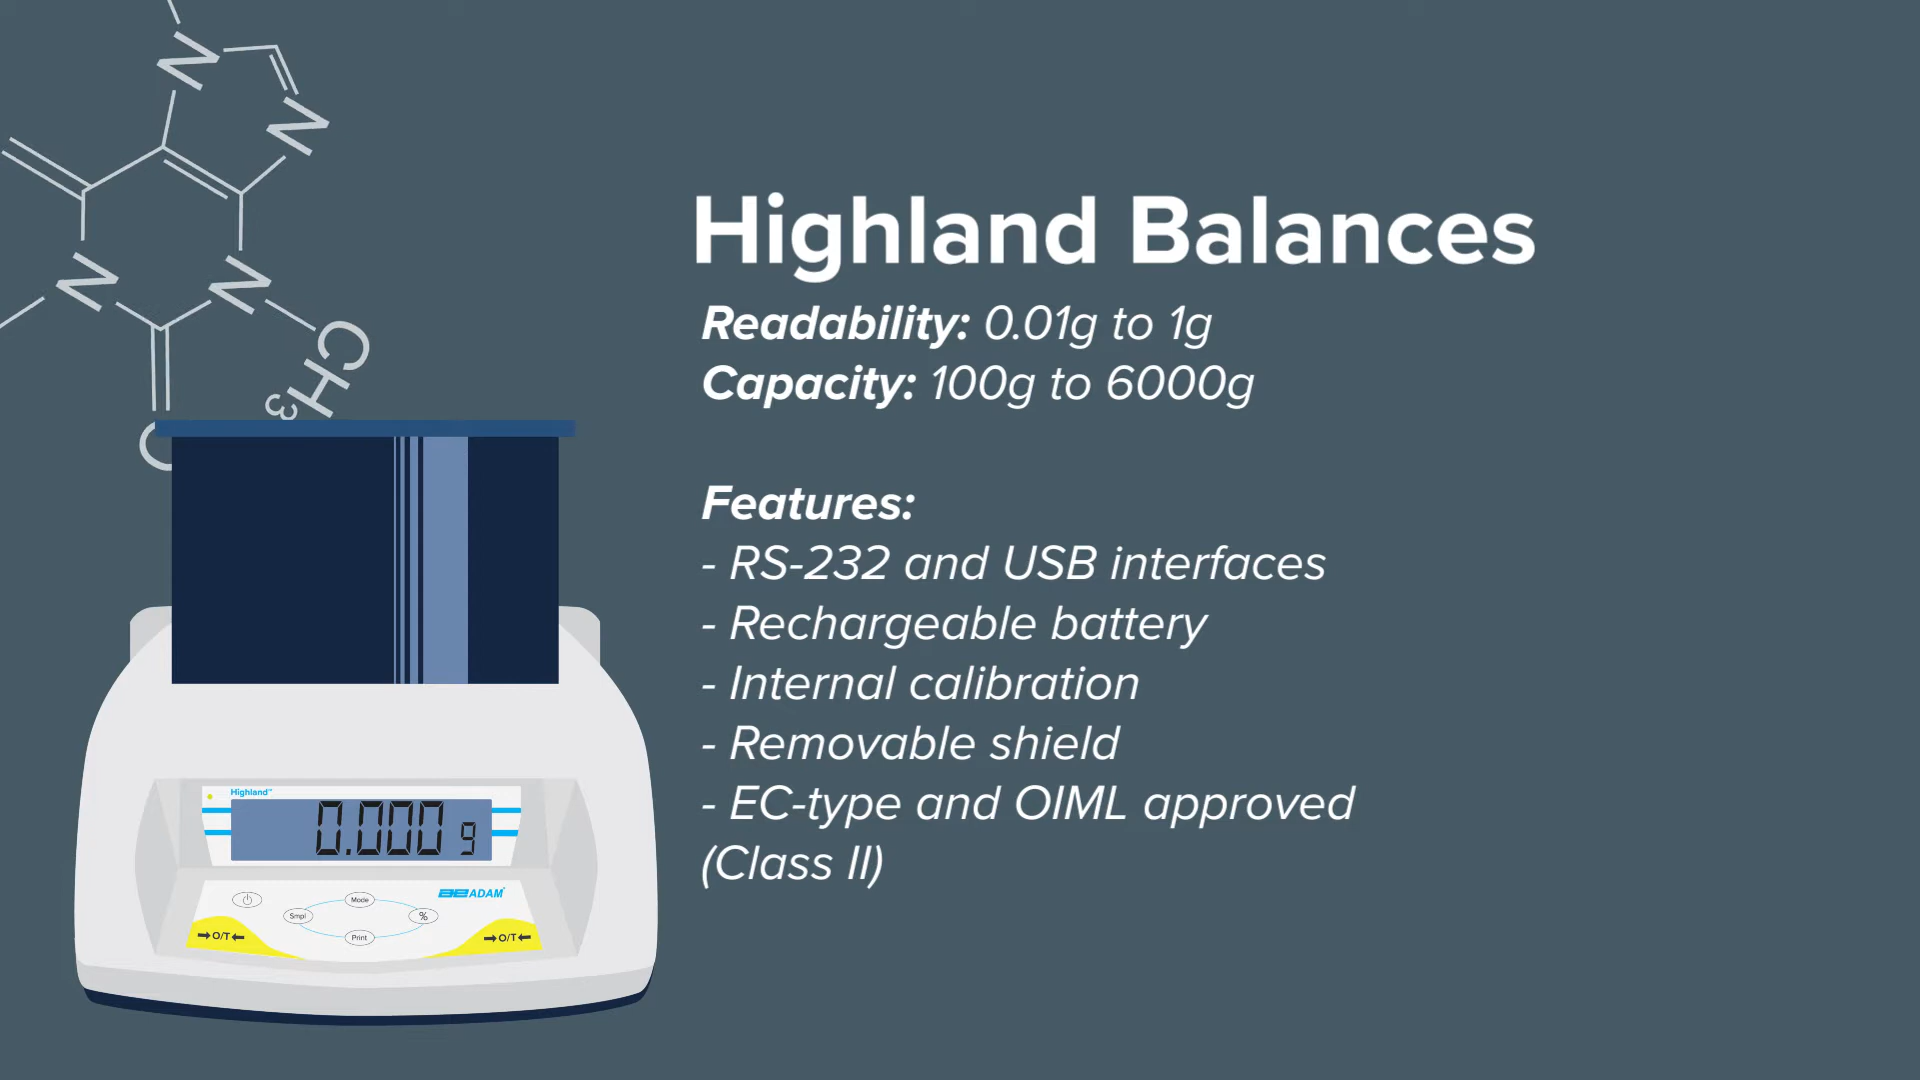 N
N
N
N
CH3
O
Highland Balances
Readability: 0.01g to 1g
Capacity: 100g to 6000g
Features:
- RS-232 and USB interfaces
- Rechargeable battery
- Internal calibration
- Removable shield
- EC-type and OIML approved
(Class II)
Highland™
0.000 g
ADAM®
Mode
Smpl
%
Print
O/T
O/T